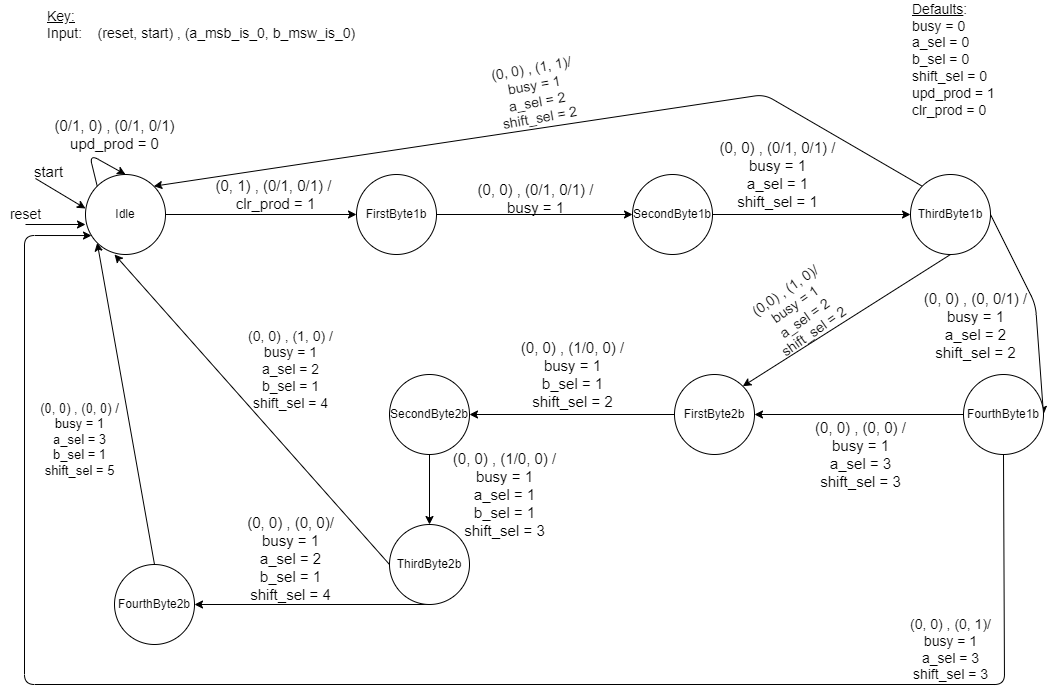 Key:
Input: (reset, start) , (a_msb_is_0, b_msw_is_0)
Defaults:
busy = 0
a_sel = 0
b_sel = 0
shift_sel = 0
upd_prod = 1
clr_prod = 0
(0, 0) , (1, 1)/
busy = 1
a_sel = 2
shift_sel = 2
(0/1, 0) , (0/1, 0/1)
upd_prod = 0
start
reset
Idle
(0, 1) , (0/1, 0/1) /
clr_prod = 1
FirstByte1b
(0, 0) , (0/1, 0/1) /
busy = 1
SecondByte1b
(0, 0) , (0/1, 0/1) /
busy = 1
a_sel = 1
shift_sel = 1
ThirdByte1b
(0,0) , (1, 0)/
busy = 1
a_sel = 2
shift_sel = 2
(0, 0) , (0, 0/1) /
busy = 1
a_sel = 2
shift_sel = 2
(0, 0) , (1, 0) /
busy = 1
a_sel = 2
b_sel = 1
shift_sel = 4
(0, 0) , (1/0, 0) /
busy = 1
b_sel = 1
shift_sel = 2
SecondByte2b
FirstByte2b
FourthByte1b
(0, 0) , (0, 0) /
busy = 1
a_sel = 3
b_sel = 1
shift_sel = 5
(0, 0) , (0, 0) /
busy = 1
a_sel = 3
shift_sel = 3
(0, 0) , (1/0, 0) /
busy = 1
a_sel = 1
b_sel = 1
shift_sel = 3
(0, 0) , (0, 0)/
busy = 1
a_sel = 2
b_sel = 1
shift_sel = 4
ThirdByte2b
FourthByte2b
(0, 0) , (0, 1)/
busy = 1
a_sel = 3
shift_sel = 3